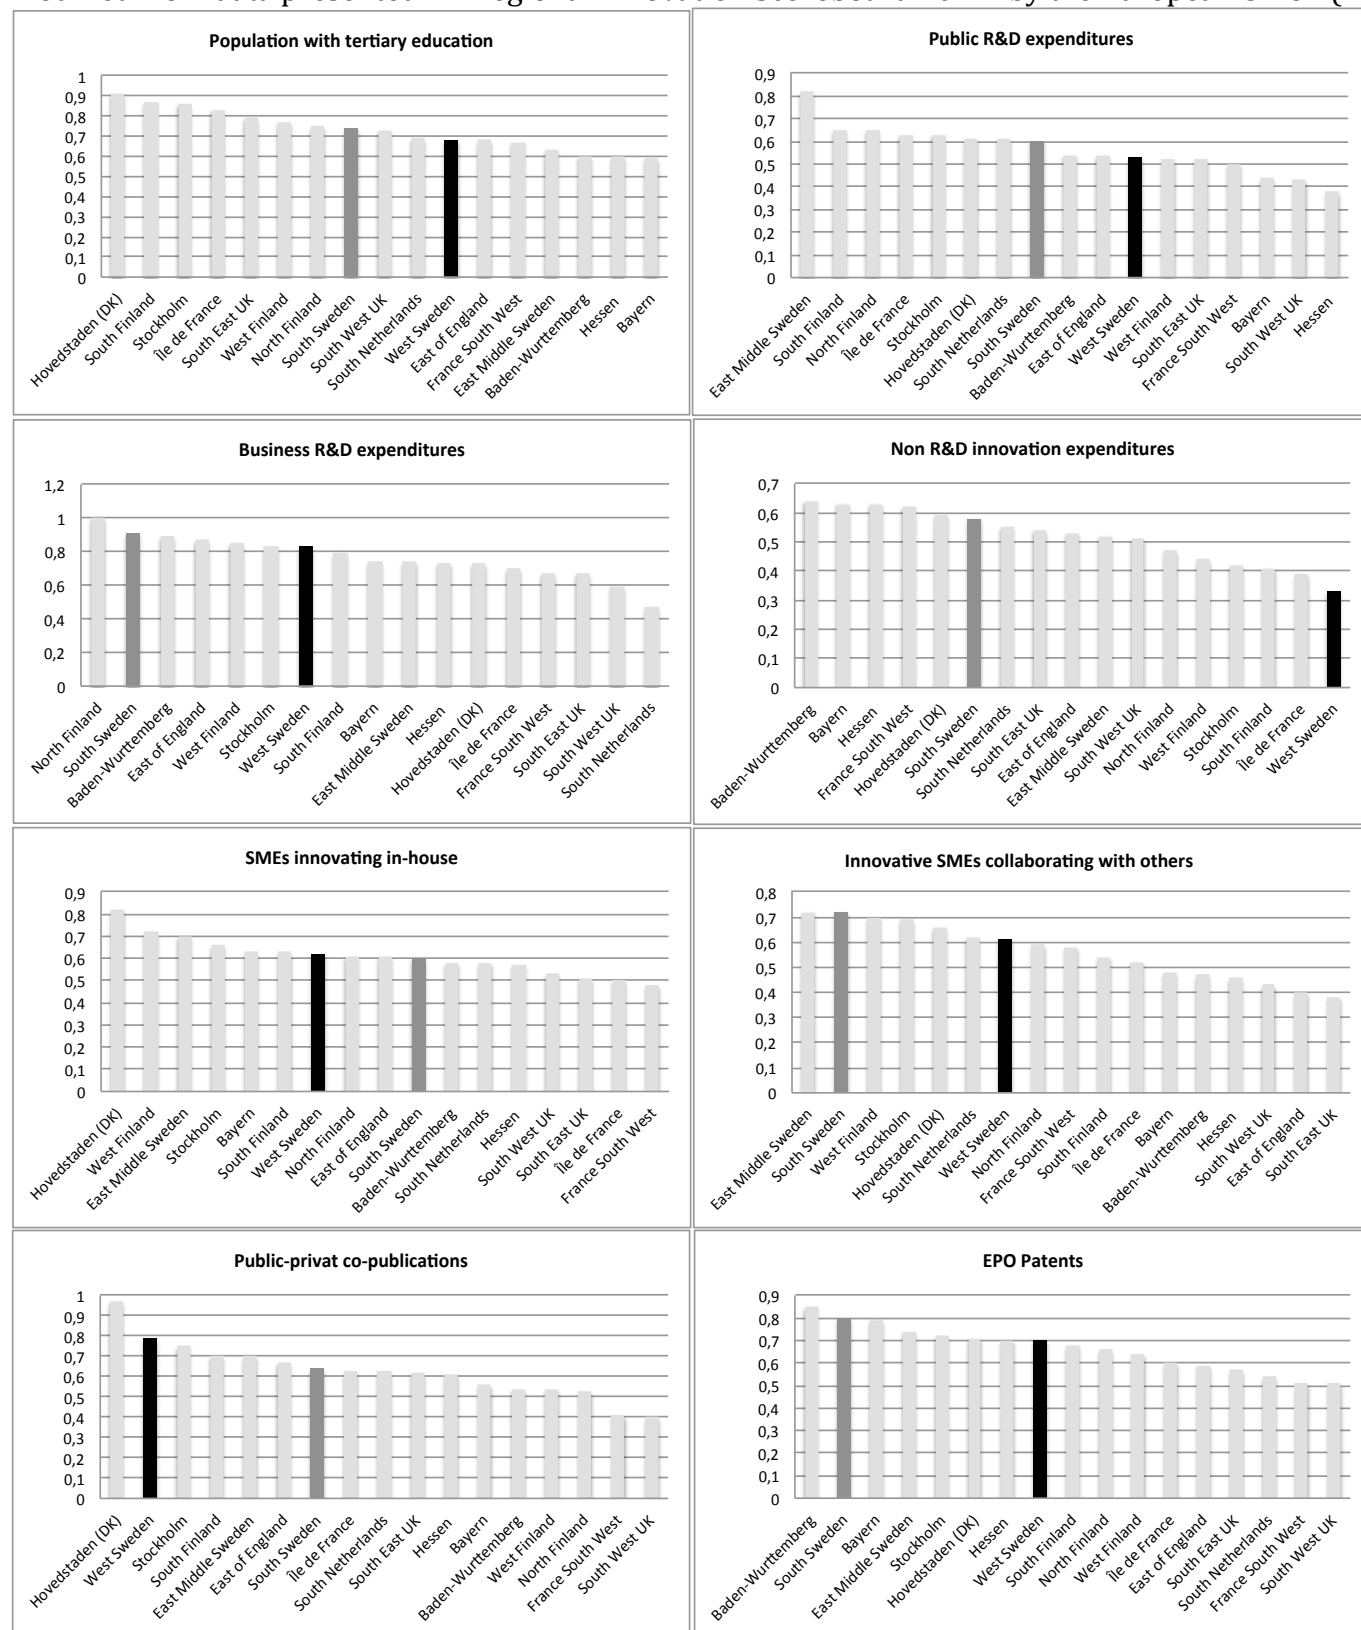 data presented in Regional Innovation Scoreboard by the European Union (
Population with tertiary education
1
0,9
0,8
0,7
0,6
0,5
0,4
0,3
0,2
0,1
0
Hovedstaden (DK)
South Finland
Stockholm
Île de France
South East UK
West Finland
North Finland
South Sweden
South West UK
South Netherlands
West Sweden
East of England
France South West
East Middle Sweden
Baden-Wurttemberg
Hessen
Bayern
Public R&D expenditures
0,9
0,8
0,7
0,6
0,5
0,4
0,3
0,2
0,1
0
East Middle Sweden
South Finland
North Finland
Île de France
Stockholm
Hovedstaden (DK)
South Netherlands
South Sweden
Baden-Wurttemberg
East of England
West Sweden
West Finland
South East UK
France South West
Bayern
South West UK
Hessen
Business R&D expenditures
1,2
1
0,8
0,6
0,4
0,2
0
North Finland
South Sweden
Baden-Wurttemberg
East of England
West Finland
Stockholm
West Sweden
South Finland
Bayern
East Middle Sweden
Hessen
Hovedstaden (DK)
Île de France
France South West
South East UK
South West UK
South Netherlands
Non R&D innovation expenditures
0,7
0,6
0,5
0,4
0,3
0,2
0,1
0
Baden-Wurttemberg
Bayern
Hessen
France South West
Hovedstaden (DK)
South Sweden
South Netherlands
South East UK
East of England
East Middle Sweden
South West UK
North Finland
West Finland
Stockholm
South Finland
Île de France
West Sweden
SMEs innovating in-house
0,9
0,8
0,7
0,6
0,5
0,4
0,3
0,2
0,1
0
Hovedstaden (DK)
West Finland
East Middle Sweden
Stockholm
Bayern
South Finland
West Sweden
North Finland
East of England
South Sweden
Baden-Wurttemberg
South Netherlands
Hessen
South West UK
South East UK
Île de France
France South West
Innovative SMEs collaborating with others
0,8
0,7
0,6
0,5
0,4
0,3
0,2
0,1
0
East Middle Sweden
South Sweden
West Finland
Stockholm
Hovedstaden (DK)
South Netherlands
West Sweden
North Finland
France South West
South Finland
Île de France
Bayern
Baden-Wurttemberg
Hessen
South West UK
East of England
South East UK
Public-privat co-publications
1
0,9
0,8
0,7
0,6
0,5
0,4
0,3
0,2
0,1
0
Hovedstaden (DK)
West Sweden
Stockholm
South Finland
East Middle Sweden
East of England
South Sweden
Île de France
South Netherlands
South East UK
Hessen
Bayern
Baden-Wurttemberg
West Finland
North Finland
France South West
South West UK
EPO Patents
0,9
0,8
0,7
0,6
0,5
0,4
0,3
0,2
0,1
0
Baden-Wurttemberg
South Sweden
Bayern
East Middle Sweden
Stockholm
Hovedstaden (DK)
Hessen
West Sweden
South Finland
North Finland
West Finland
Île de France
East of England
South East UK
South Netherlands
France South West
South West UK